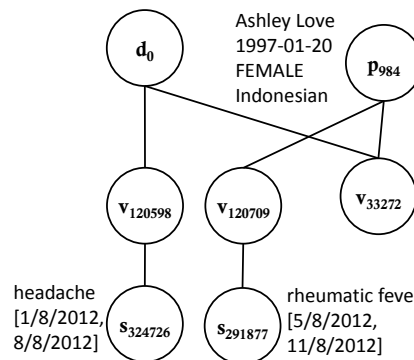 Ashley Love
1997-01-20
FEMALE
Indonesian
d0
p984
v120598
v120709
v33272
headache
[1/8/2012,
8/8/2012]
s324726
s291877
rheumatic feve
[5/8/2012,
11/8/2012]